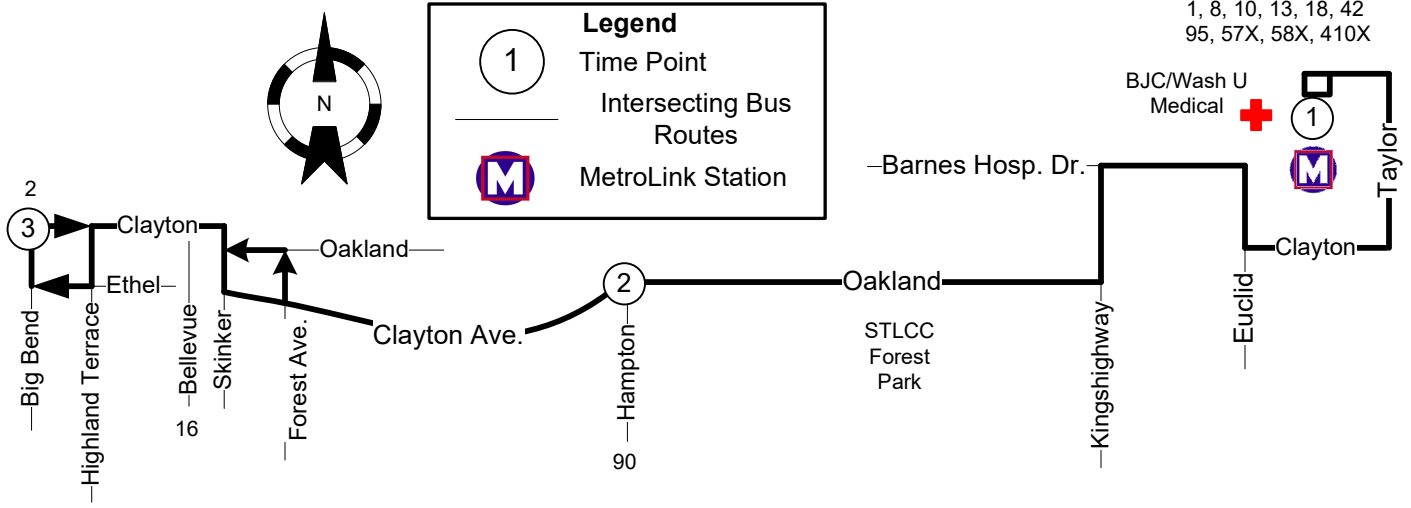 1, 8, 10, 13, 18, 42
95, 57X, 58X, 410X
Legend
1
Time Point
Intersecting Bus
Routes
M
MetroLink Station
N
BJC/Wash U
Medical
1
M
Taylor
Barnes Hosp. Dr.
2
3
Clayton
Oakland
Ethel
Clayton
2
Oakland
Clayton Ave.
Big Bend
Highland Terrace
Bellevue
16
Skinker
Forest Ave.
Hampton
90
STLCC
Forest
Park
Kingshighway
Euclid